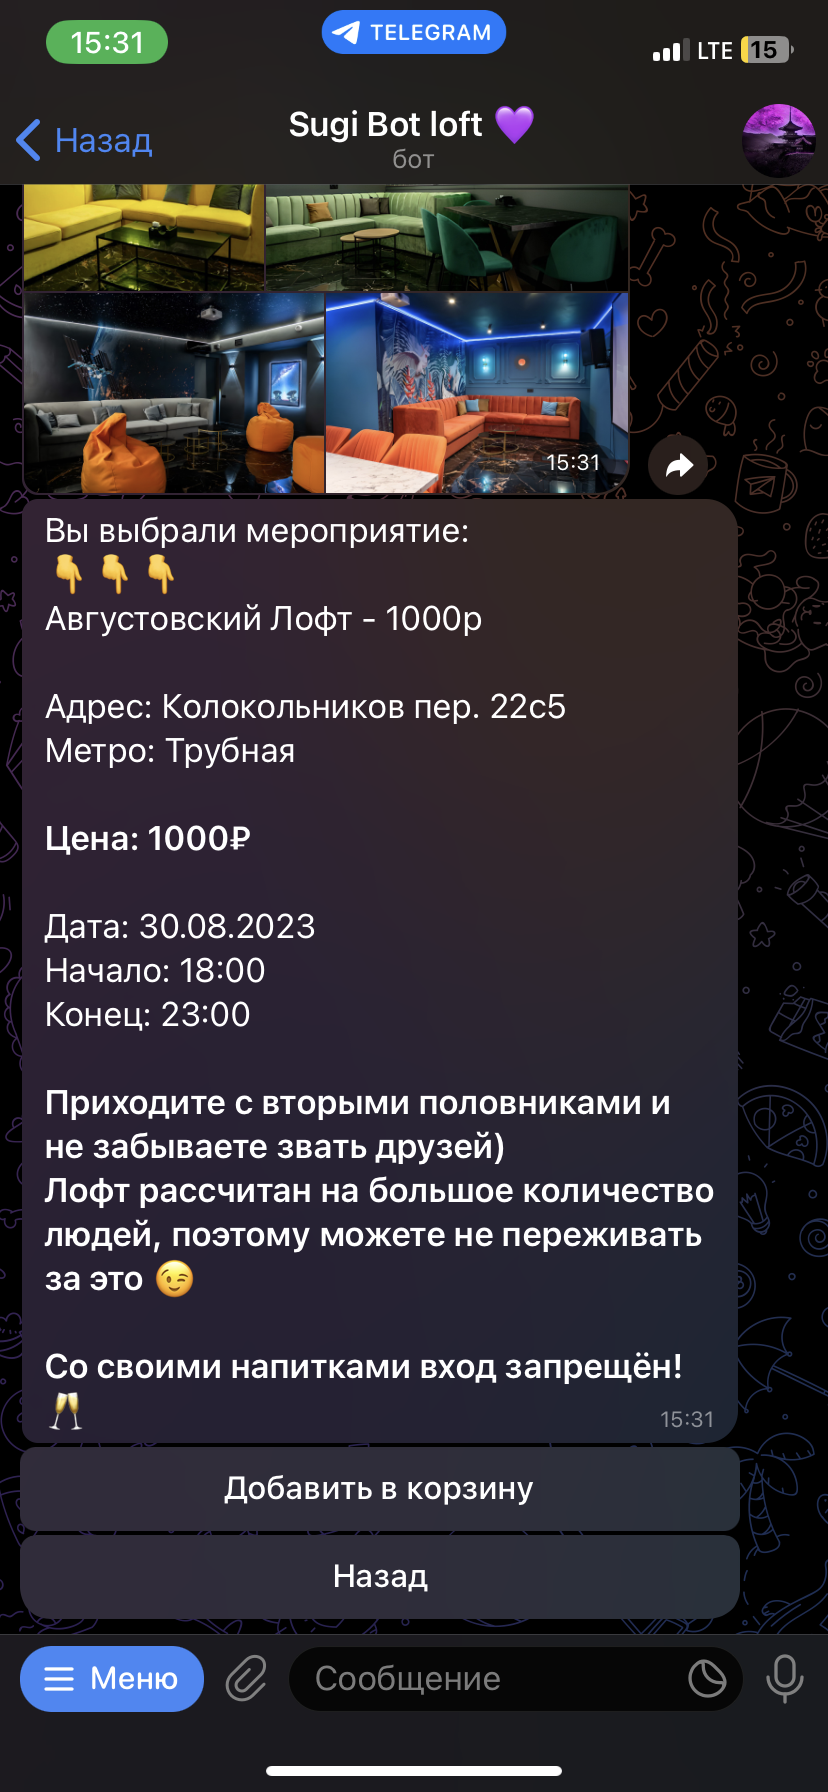 15:31
TELEGRAM
LTE
15
Назад
Sugi Bot loft 💜
бот
15:31
Вы выбрали мероприятие:
👇👇👇
Августовский Лофт - 1000р
Адрес: Колокольников пер. 22с5
Метро: Трубная
Цена: 1000₽
Дата: 30.08.2023
Начало: 18:00
Конец: 23:00
Приходите с вторыми половниками и
не забываете звать друзей)
Лофт рассчитан на большое количество
людей, поэтому можете не переживать
за это 😉
Со своими напитками вход запрещён!
🥂
15:31
Добавить в корзину
Назад
Меню
Сообщение